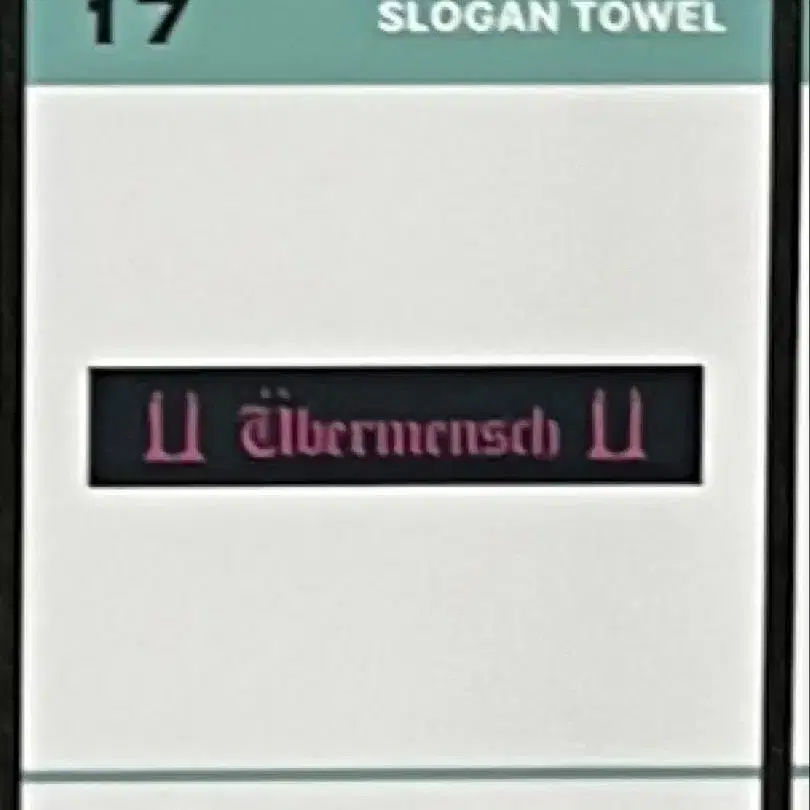 17
SLOGAN TOWEL
Übermensch